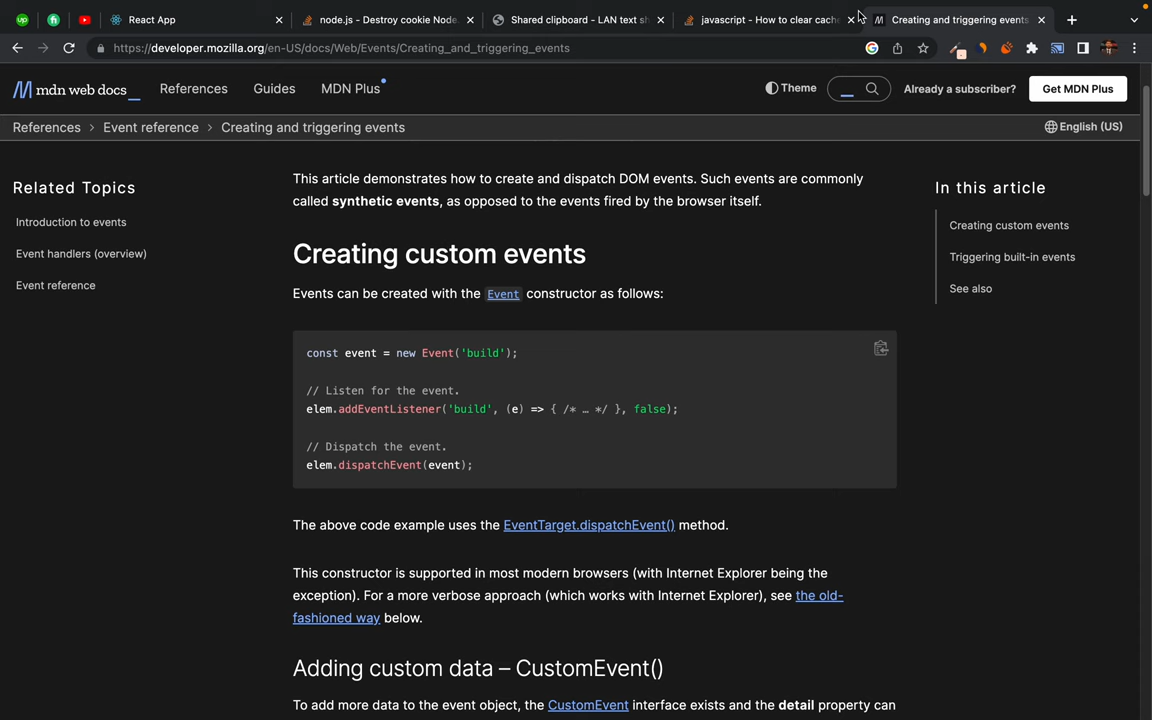 up
fi
React App
node.js - Destroy cookie Node.
Shared clipboard - LAN text sh
javascript - How to clear cache
Creating and triggering events
https://developer.mozilla.org/en-US/docs/Web/Events/Creating_and_triggering_events
mdn web docs_
References
Guides
MDN Plus
Theme
Already a subscriber?
Get MDN Plus
References > Event reference > Creating and triggering events
English (US)
Related Topics
Introduction to events
Event handlers (overview)
Event reference
This article demonstrates how to create and dispatch DOM events. Such events are commonly
called synthetic events, as opposed to the events fired by the browser itself.
Creating custom events
Events can be created with the Event constructor as follows:
const event = new Event('build');
// Listen for the event.
elem.addEventListener('build', (e) => { /* … */ }, false);
// Dispatch the event.
elem.dispatchEvent(event);
The above code example uses the EventTarget.dispatchEvent() method.
This constructor is supported in most modern browsers (with Internet Explorer being the
exception). For a more verbose approach (which works with Internet Explorer), see the old-
fashioned way below.
Adding custom data – CustomEvent()
To add more data to the event object, the CustomEvent interface exists and the detail property can
In this article
Creating custom events
Triggering built-in events
See also